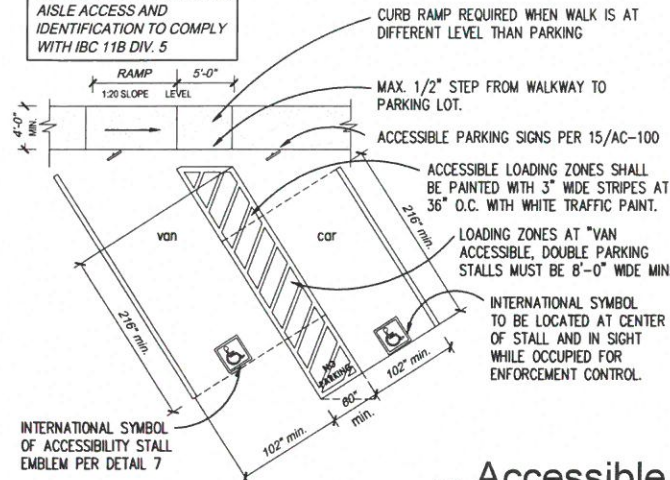 AISLE ACCESS AND
IDENTIFICATION TO COMPLY
WITH IBC 11B DIV. 5
RAMP 5'-0"
1:20 SLOPE LEVEL
4'-0"
MIN.
CURB RAMP REQUIRED WHEN WALK IS AT
DIFFERENT LEVEL THAN PARKING
MAX. 1/2" STEP FROM WALKWAY TO
PARKING LOT.
ACCESSIBLE PARKING SIGNS PER 15/AC-100
ACCESSIBLE LOADING ZONES SHALL
BE PAINTED WITH 3" WIDE STRIPES AT
36" O.C. WITH WHITE TRAFFIC PAINT.
van
car
216" min.
LOADING ZONES AT "VAN
ACCESSIBLE, DOUBLE PARKING
STALLS MUST BE 8'-0" WIDE MIN
216" min.
INTERNATIONAL SYMBOL
TO BE LOCATED AT CENTER
OF STALL AND IN SIGHT
WHILE OCCUPIED FOR
ENFORCEMENT CONTROL.
NO
PARKING
102" min.
60"
min.
102" min.
INTERNATIONAL SYMBOL
OF ACCESSIBILITY STALL
EMBLEM PER DETAIL 7
Accessible